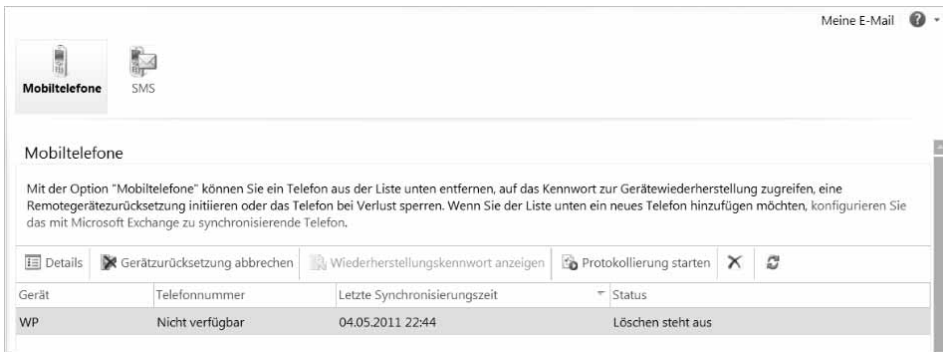 Meine E-Mail
Mobiltelefone SMS
Mobiltelefone
Mit der Option "Mobiltelefone" können Sie ein Telefon aus der Liste unten entfernen, auf das Kennwort zur Gerätewiederherstellung zugreifen, eine
Remotegerätezurücksetzung initiieren oder das Telefon bei Verlust sperren. Wenn Sie der Liste unten ein neues Telefon hinzufügen möchten, konfigurieren Sie
das mit Microsoft Exchange zu synchronisierende Telefon.
Details Gerätzurücksetzung abbrechen Wiederherstellungskennwort anzeigen Protokollierung starten
Gerät Telefonnummer Letzte Synchronisierungszeit Status
WP Nicht verfügbar 04.05.2011 22:44 Löschen steht aus